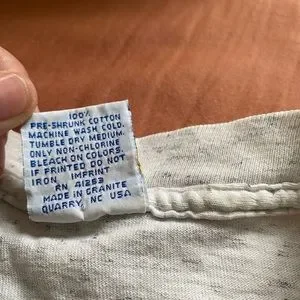 100%
PRE-SHRUNK COTTON
MACHINE WASH COLD.
TUMBLE DRY MEDIUM.
ONLY NON-CHLORINE
BLEACH ON COLORS.
IF PRINTED DO NOT
IRON. IMPRINT
RN 41253
MADE IN GRANITE
QUARRY, NC USA